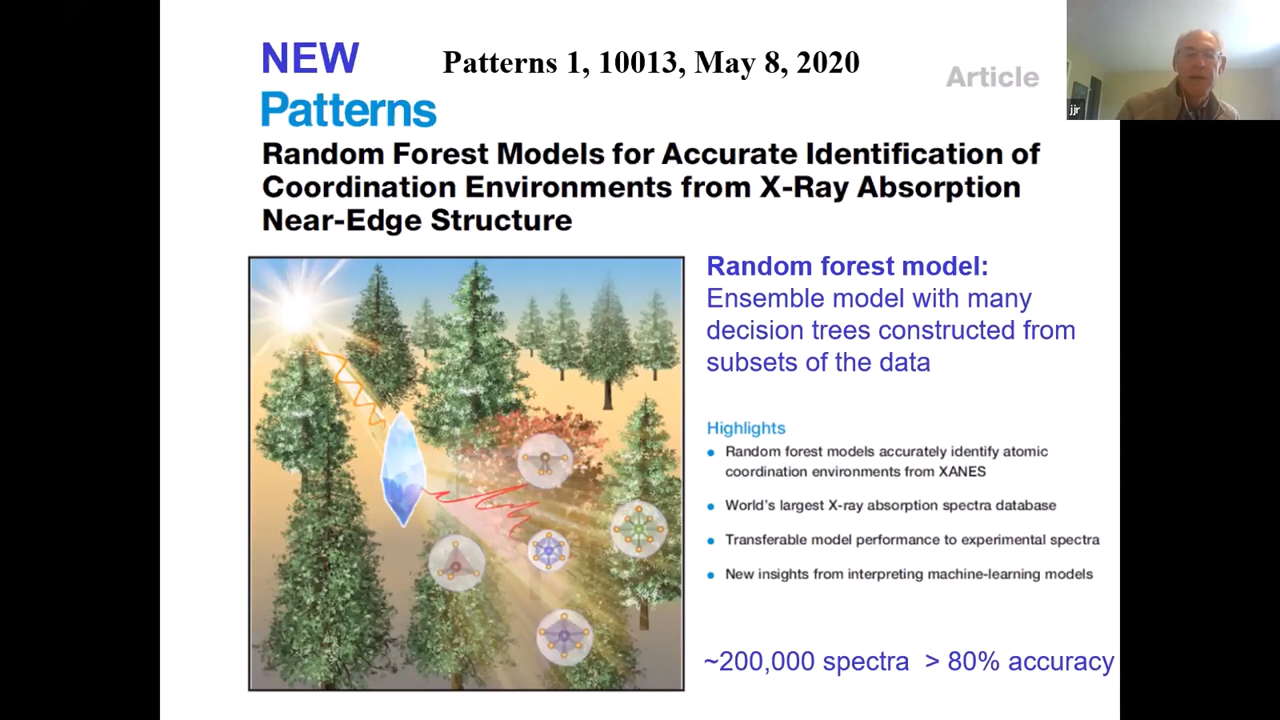 NEW
Patterns 1, 10013, May 8, 2020
Article
jjr
Patterns
Random Forest Models for Accurate Identification of
Coordination Environments from X-Ray Absorption
Near-Edge Structure
Random forest model:
Ensemble model with many
decision trees constructed from
subsets of the data
Highlights
• Random forest models accurately identify atomic
coordination environments from XANES
• World's largest X-ray absorption spectra database
• Transferable model performance to experimental spectra
• New insights from interpreting machine-learning models
~200,000 spectra > 80% accuracy